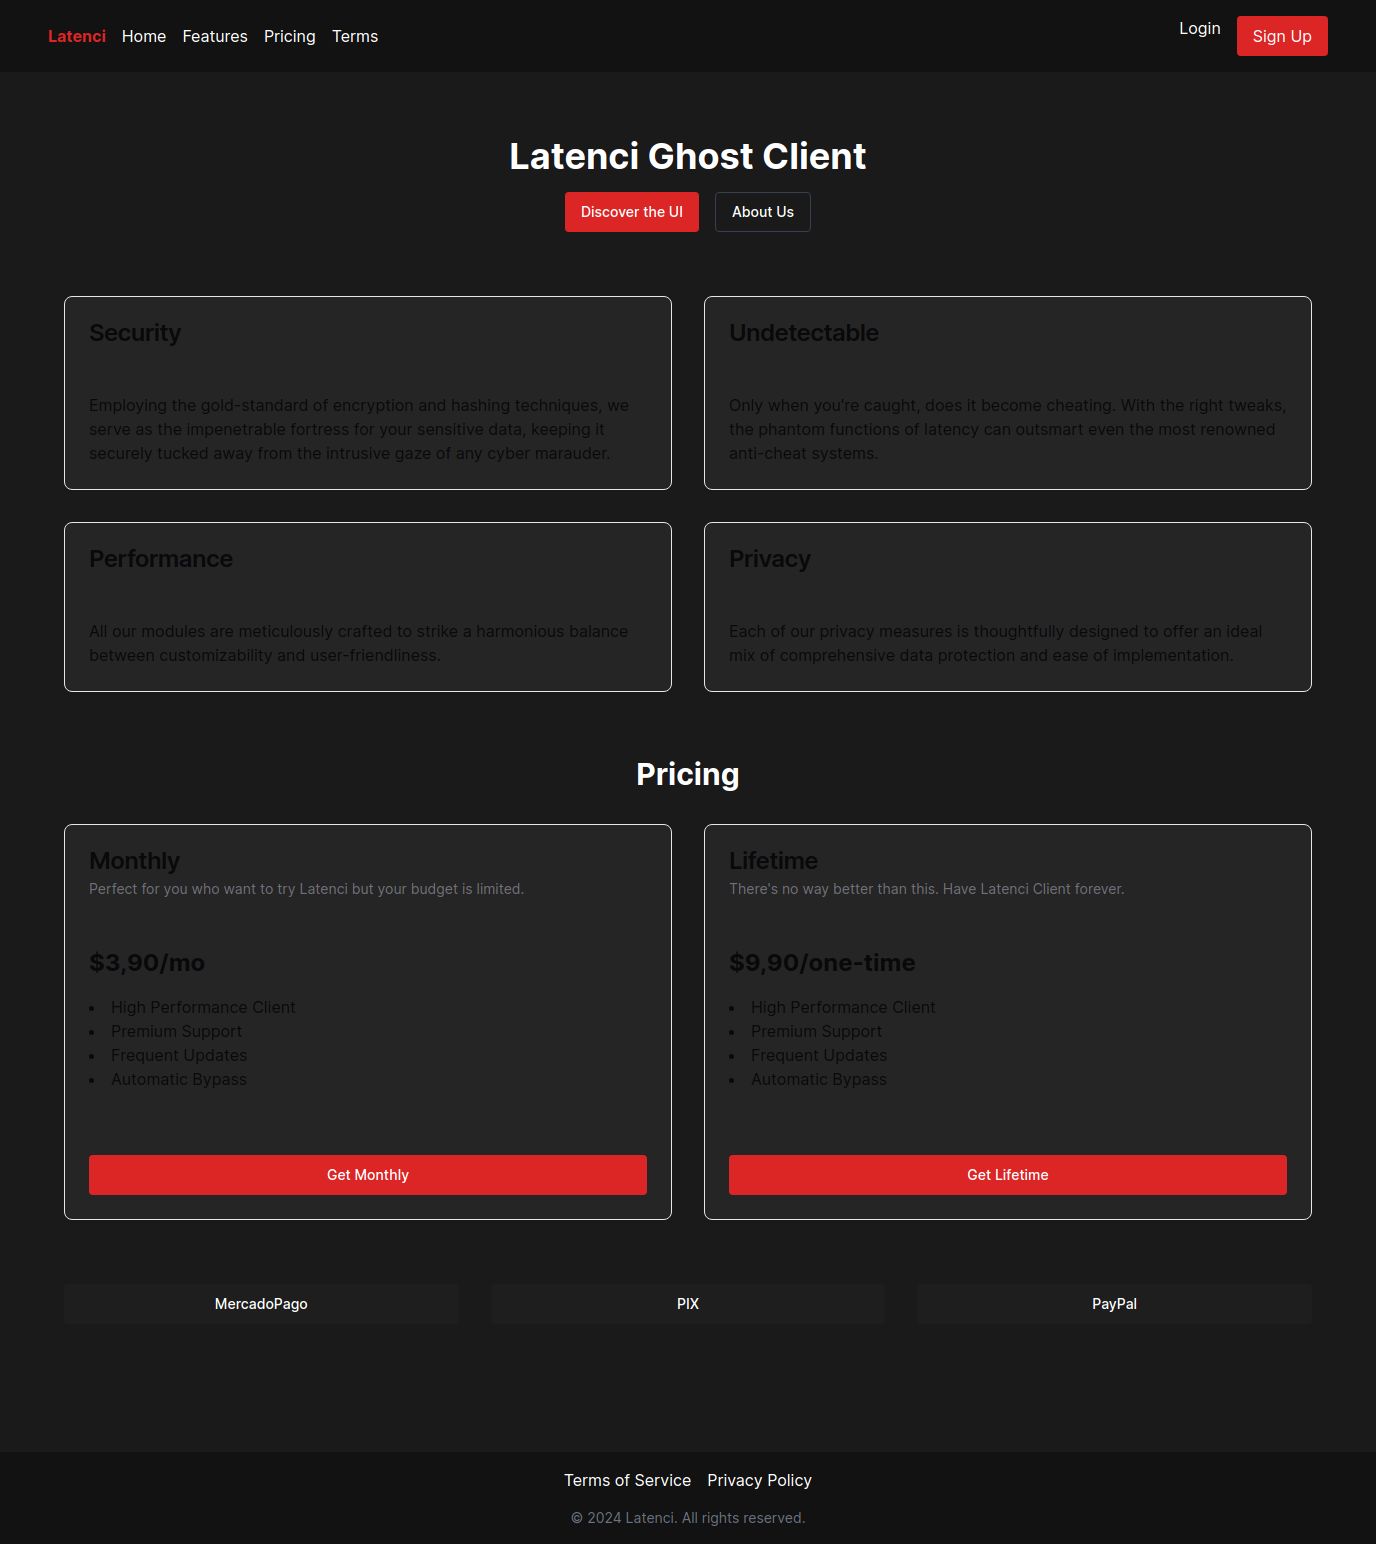 Latenci Home Features Pricing Terms Login Sign Up
Latenci Ghost Client
Discover the UI About Us
Security
Employing the gold-standard of encryption and hashing techniques, we
serve as the impenetrable fortress for your sensitive data, keeping it
securely tucked away from the intrusive gaze of any cyber marauder.
Undetectable
Only when you're caught, does it become cheating. With the right tweaks,
the phantom functions of latency can outsmart even the most renowned
anti-cheat systems.
Performance
All our modules are meticulously crafted to strike a harmonious balance
between customizability and user-friendliness.
Privacy
Each of our privacy measures is thoughtfully designed to offer an ideal
mix of comprehensive data protection and ease of implementation.
Pricing
Monthly
Perfect for you who want to try Latenci but your budget is limited.
$3,90/mo
• High Performance Client
• Premium Support
• Frequent Updates
• Automatic Bypass
Get Monthly
Lifetime
There's no way better than this. Have Latenci Client forever.
$9,90/one-time
• High Performance Client
• Premium Support
• Frequent Updates
• Automatic Bypass
Get Lifetime
MercadoPago PIX PayPal
Terms of Service Privacy Policy
© 2024 Latenci. All rights reserved.